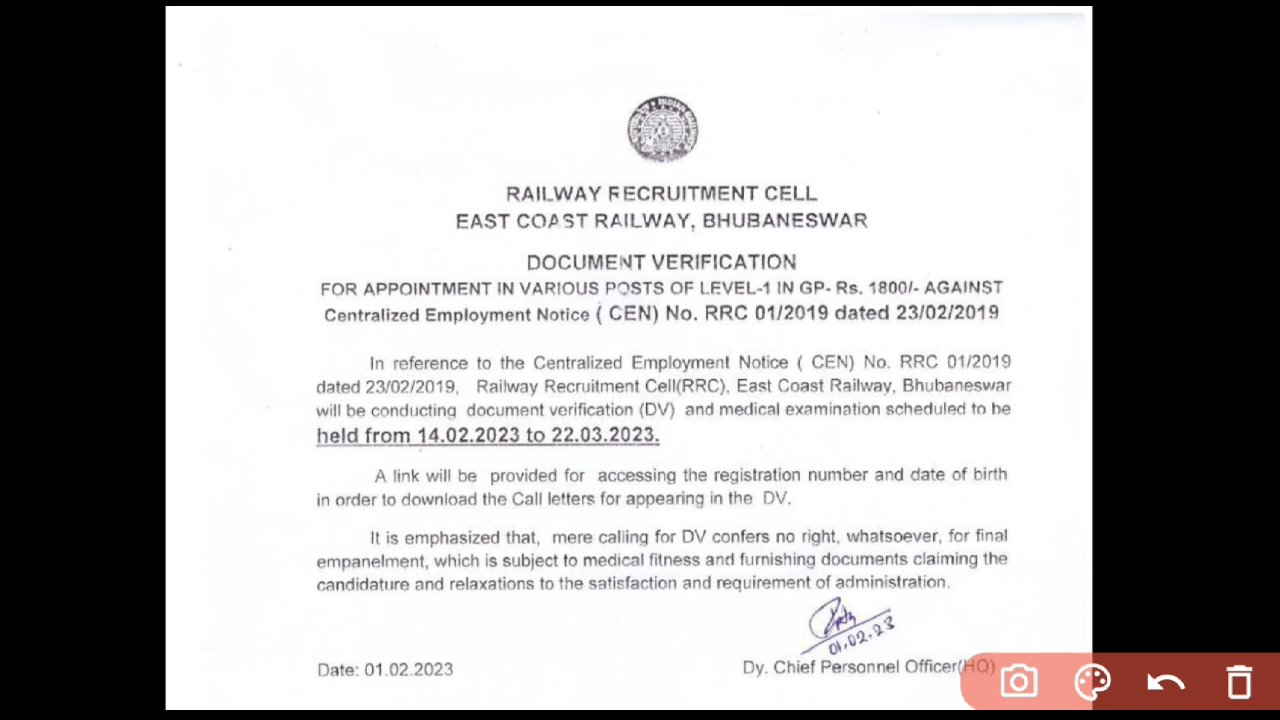 INDIAN RAILWAYS
RAILWAY RECRUITMENT CELL
EAST COAST RAILWAY, BHUBANESWAR
DOCUMENT VERIFICATION
FOR APPOINTMENT IN VARIOUS POSTS OF LEVEL-1 IN GP- Rs. 1800/- AGAINST
Centralized Employment Notice ( CEN) No. RRC 01/2019 dated 23/02/2019
In reference to the Centralized Employment Notice ( CEN) No. RRC 01/2019
dated 23/02/2019, Railway Recruitment Cell(RRC), East Coast Railway, Bhubaneswar
will be conducting document verification (DV) and medical examination scheduled to be
held from 14.02.2023 to 22.03.2023.
A link will be provided for accessing the registration number and date of birth
in order to download the Call letters for appearing in the DV.
It is emphasized that, mere calling for DV confers no right, whatsoever, for final
empanelment, which is subject to medical fitness and furnishing documents claiming the
candidature and relaxations to the satisfaction and requirement of administration.
01.02.23
Date: 01.02.2023
Dy. Chief Personnel Officer(HQ)